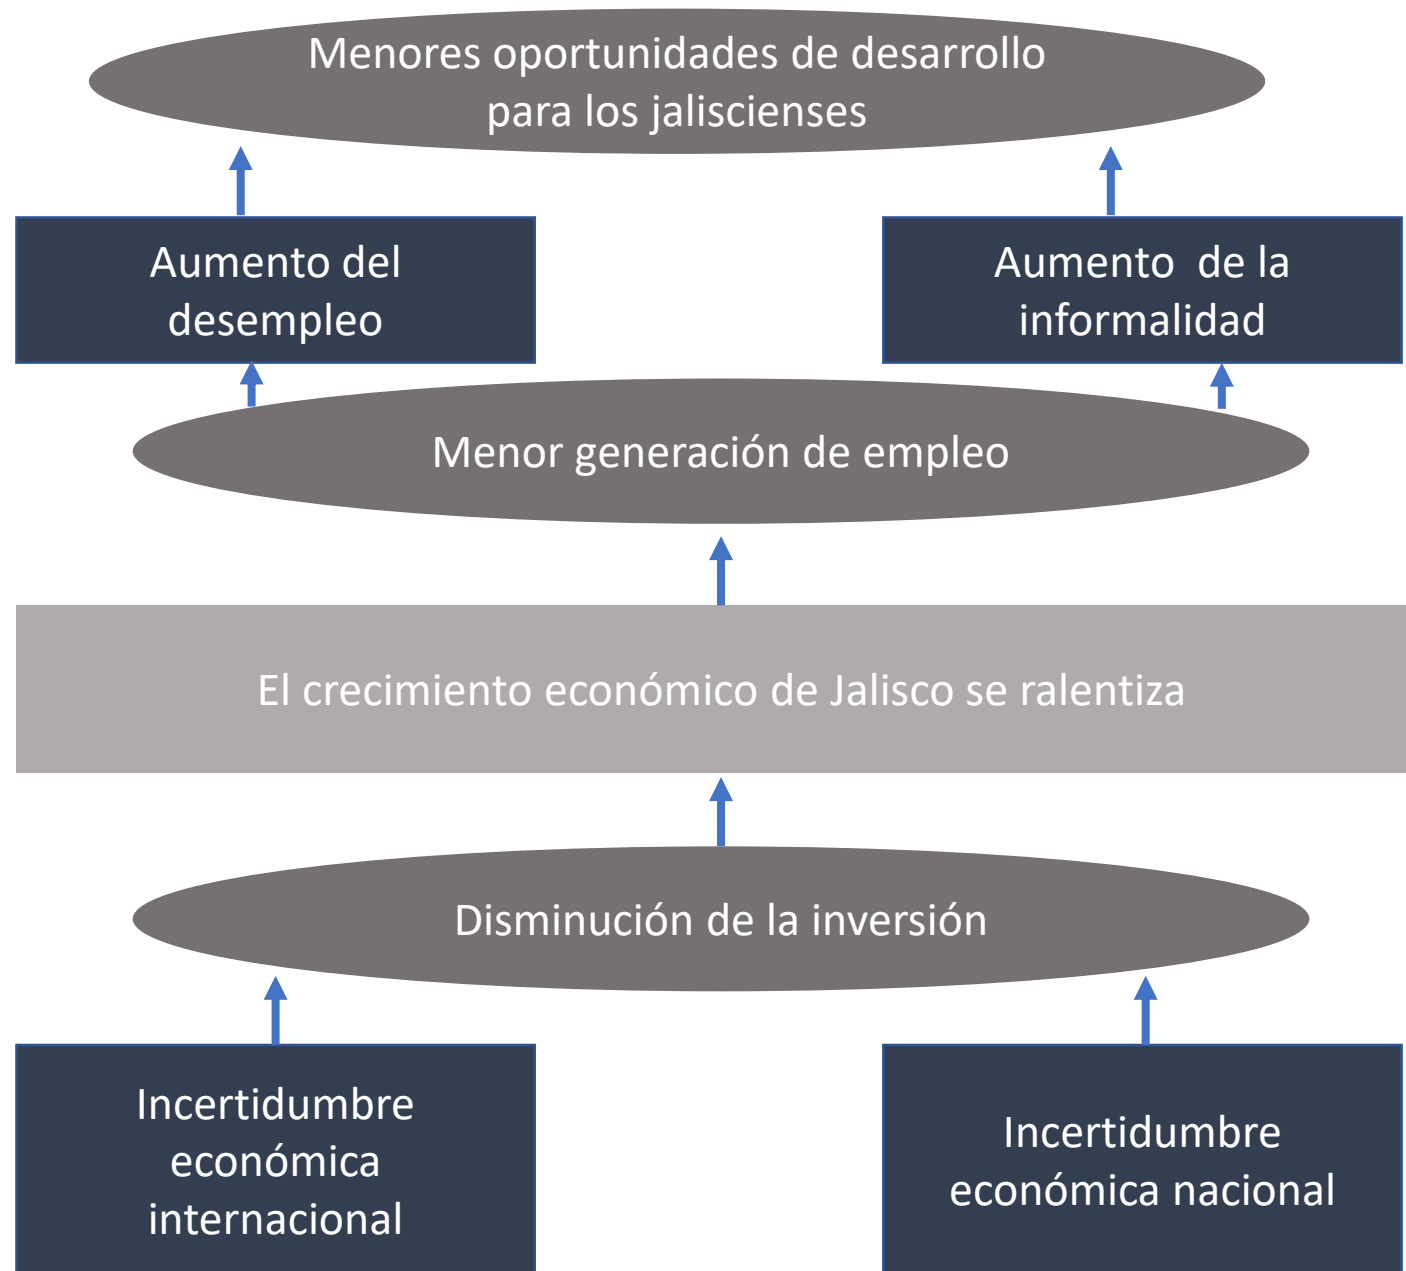 Menores oportunidades de desarrollo
para los jaliscienses
Aumento del
desempleo
Aumento  de la
informalidad
Menor generación de empleo
El crecimiento económico de Jalisco se ralentiza
Disminución de la inversión
Incertidumbre
económica
internacional
Incertidumbre
económica nacional